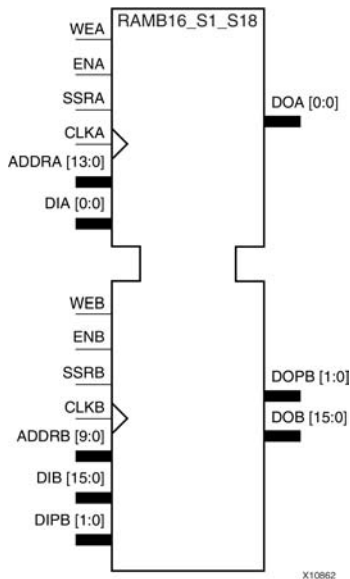 RAMB16_S1_S18
WEA
ENA
SSRA
DOA [0:0]
CLKA
ADDRA [13:0]
DIA [0:0]
WEB
ENB
SSRB
DOPB [1:0]
CLKB
DOB [15:0]
ADDRB [9:0]
DIB [15:0]
DIPB [1:0]
X10862